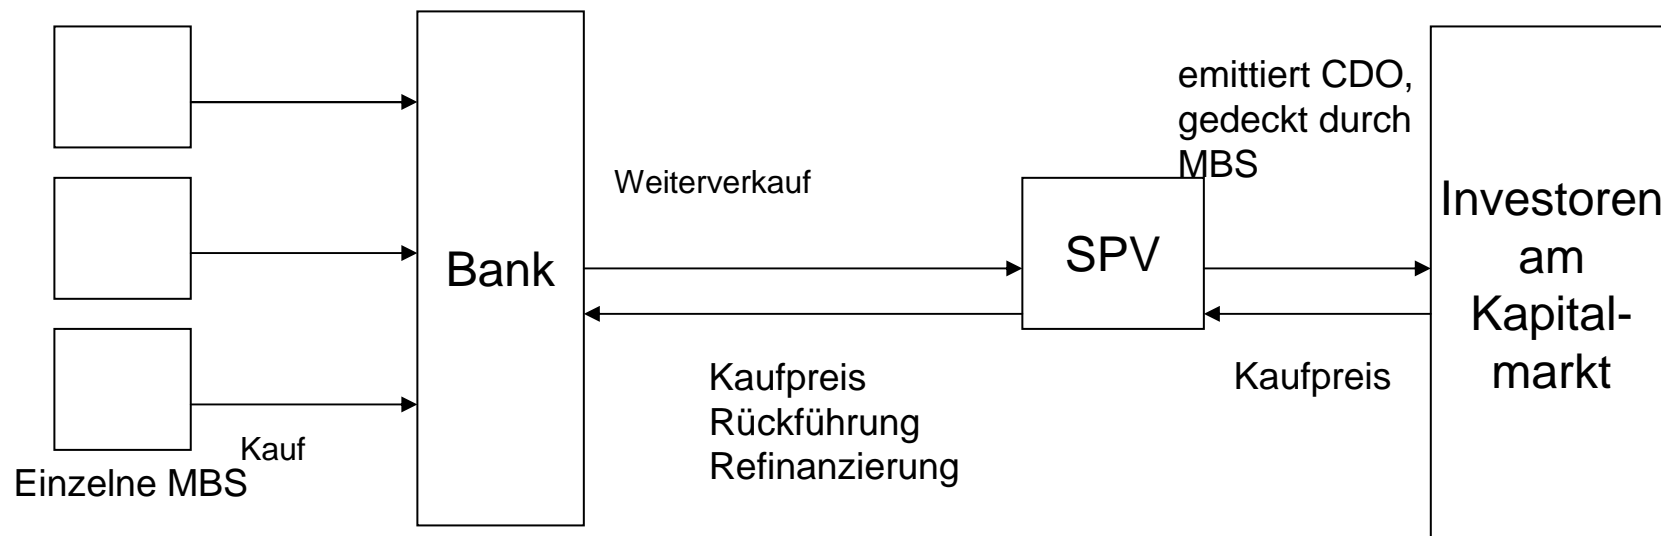 Einzelne MBS
Kauf
Bank
Weiterverkauf
Kaufpreis
Rückführung
Refinanzierung
SPV
emittiert CDO,
gedeckt durch
MBS
Kaufpreis
Investoren
am
Kapital-
markt